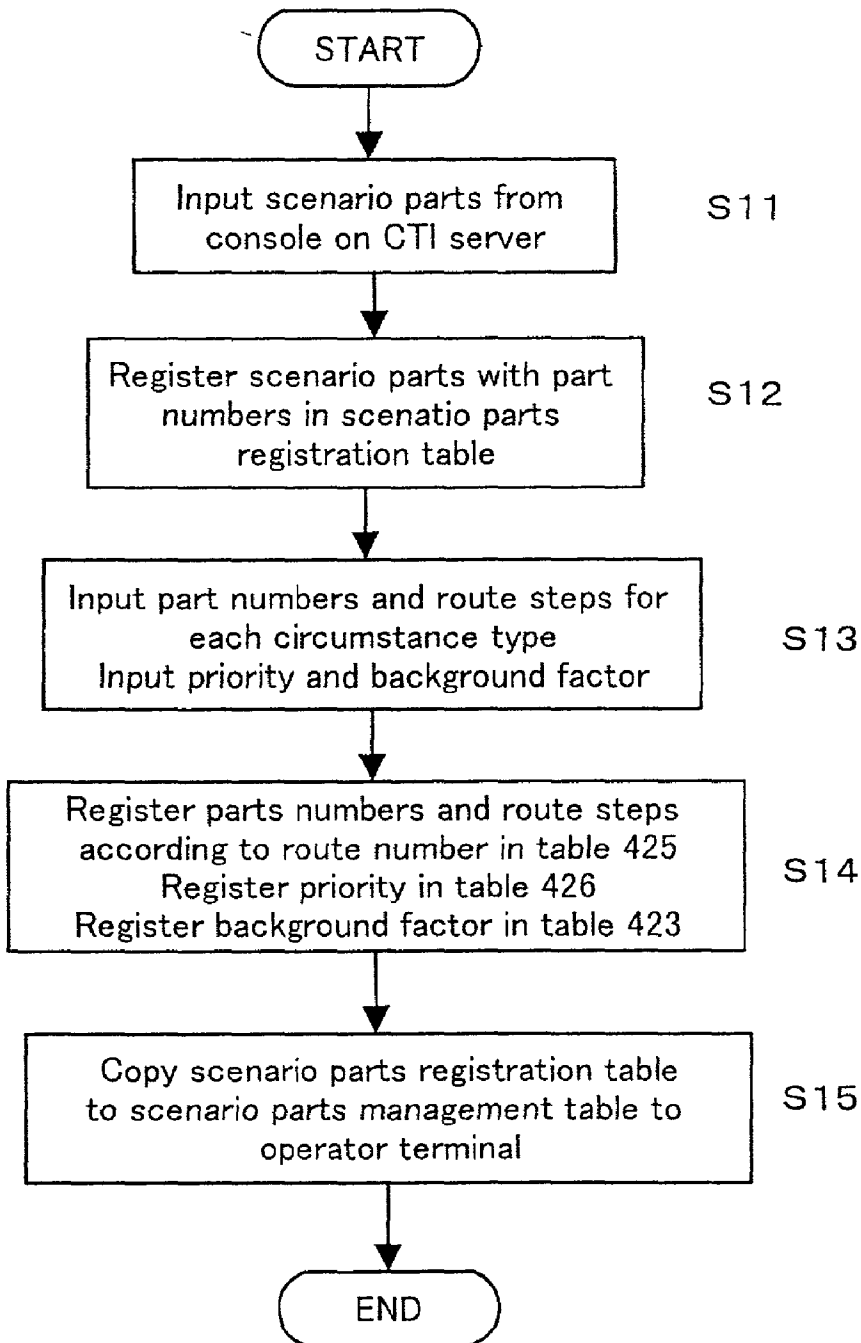 START
Input scenario parts from
console on CTI server
S11
Register scenario parts with part
numbers in scenatio parts
registration table
S12
Input part numbers and route steps for
each circumstance type
Input priority and background factor
S13
Register parts numbers and route steps
according to route number in table 425
Register priority in table 426
Register background factor in table 423
S14
Copy scenario parts registration table
to scenario parts management table to
operator terminal
S15
END